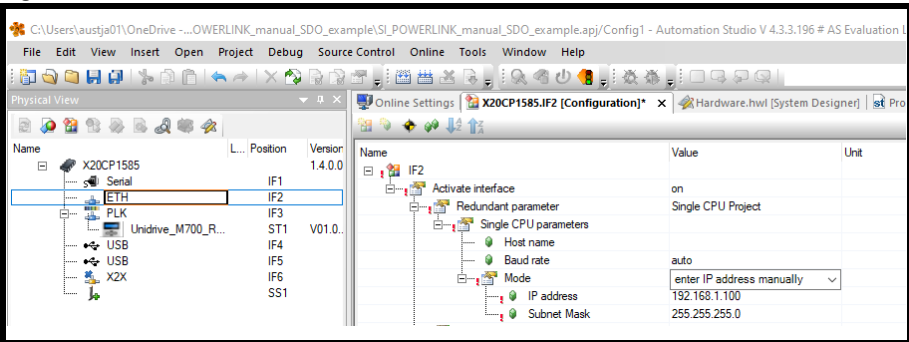 C:\Users\austja01\OneDrive -...OWERLINK_manual_SDO_example\SI_POWERLINK_manual_SDO_example.apj/Config1 - Automation Studio V 4.3.3.196 # AS Evaluation L
File Edit View Insert Open Project Debug Source Control Online Tools Window Help
Physical View
Online Settings X20CP1585.IF2 [Configuration]* × Hardware.hwl [System Designer] st Pro
Name L... Position Version
X20CP1585 1.4.0.0
Serial IF1
ETH IF2
PLK IF3
Unidrive_M700_R... ST1 V01.0..
USB IF4
USB IF5
X2X IF6
SS1
Name Value Unit
IF2
Activate interface on
Redundant parameter Single CPU Project
Single CPU parameters
Host name
Baud rate auto
Mode enter IP address manually
IP address 192.168.1.100
Subnet Mask 255.255.255.0